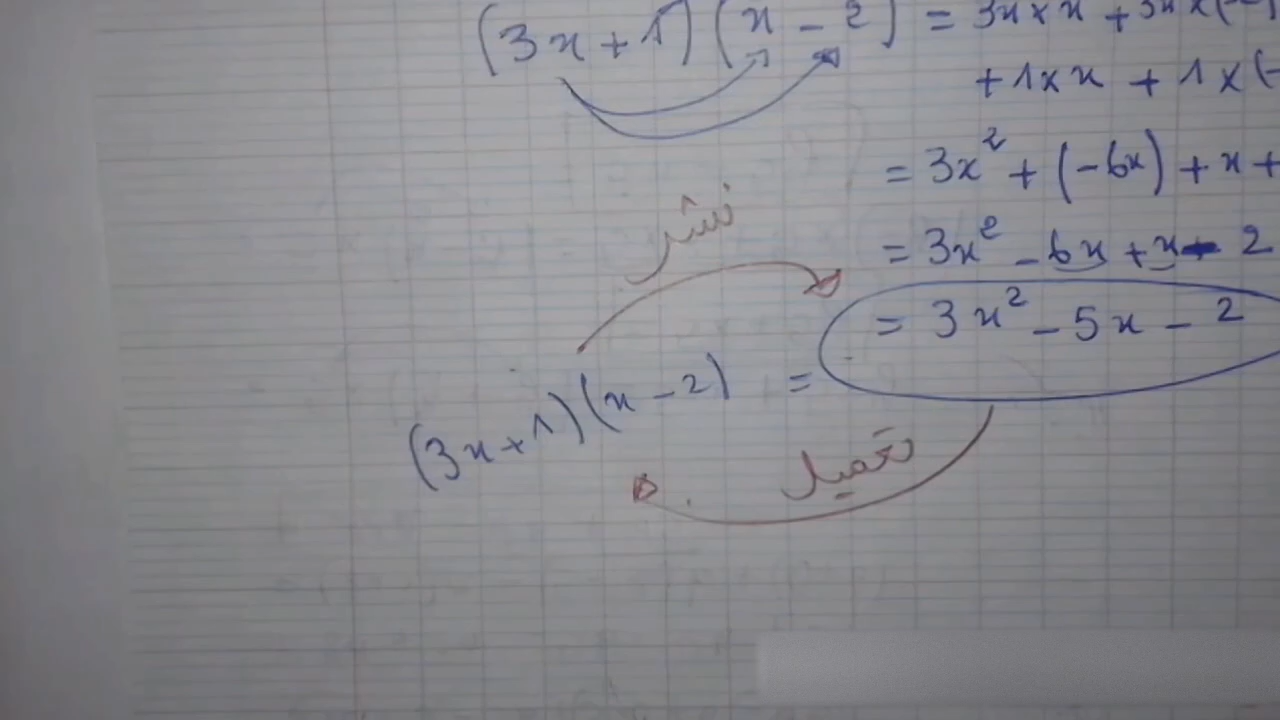 (3x+1)(x-2) = 3x×x + 3x×(-
+1×x + 1×(-
= 3x² + (-6x) + x +
= 3x² - 6x + x - 2
نشر
= 3x² - 5x - 2
(3x+1)(x-2) =
تعميل